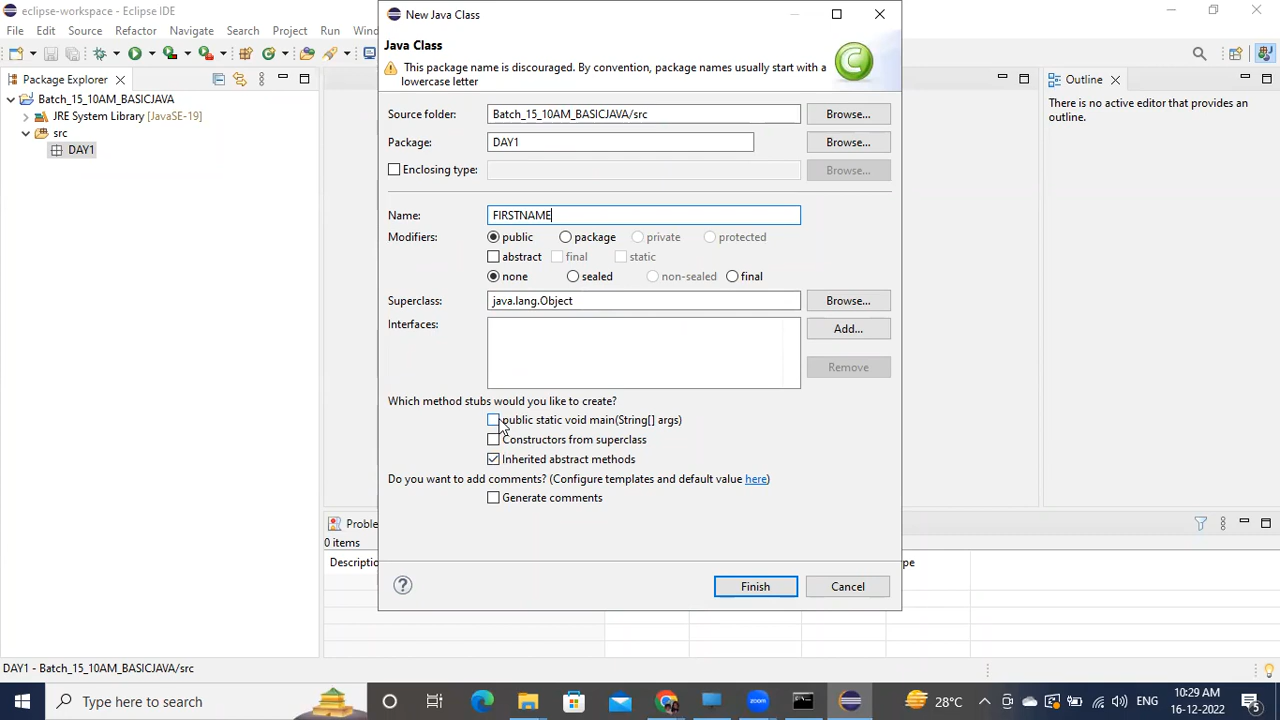 eclipse-workspace - Eclipse IDE
New Java Class
File Edit Source Refactor Navigate Search Project Run
Java Class
This package name is discouraged. By convention, package names usually start with a
lowercase letter
Package Explorer
Batch_15_10AM_BASICJAVA
JRE System Library [JavaSE-19]
src
DAY1
Source folder: Batch_15_10AM_BASICJAVA/src Browse...
Package: DAY1 Browse...
Enclosing type: Browse...
Name: FIRSTNAME
Modifiers: public package private protected
abstract final static
none sealed non-sealed final
Superclass: java.lang.Object Browse...
Interfaces: Add...
Remove
Which method stubs would you like to create?
public static void main(String[] args)
Constructors from superclass
Inherited abstract methods
Do you want to add comments? (Configure templates and default value here)
Generate comments
Finish Cancel
Outline
There is no active editor that provides an
outline.
0 items
DAY1 - Batch_15_10AM_BASICJAVA/src
Type here to search
zoom
28°C
ENG
10:29 AM
16-12-2022
5